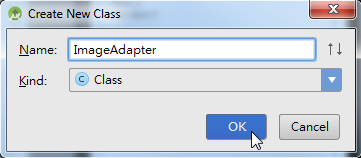 Create New Class
Name: ImageAdapter
Kind: C Class
OK Cancel